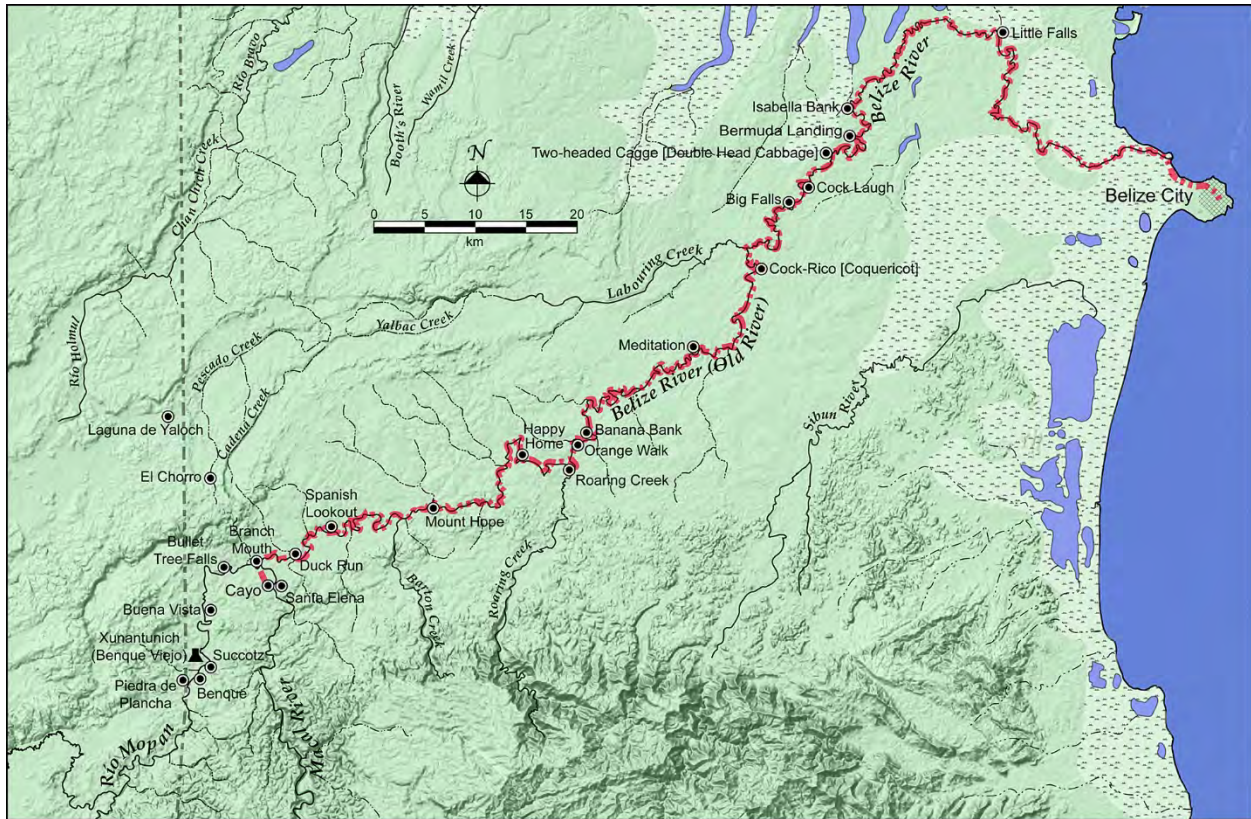 Little Falls
Belize River
Isabella Bank
Bermuda Landing
Two-headed Cagge [Double Head Cabbage]
Cock Laugh
Big Falls
Belize City
Río Bravo
Booth's River
Wamil Creek
Chan Chich Creek
N
0 5 10 15 20
km
Labouring Creek
Cock-Rico [Coquericot]
Yalbac Creek
Río Holmul
Pescado Creek
Meditation
Belize River (Old River)
Sibun River
Cadena Creek
Laguna de Yaloch
Banana Bank
Happy
Home
Orange Walk
El Chorro
Roaring Creek
Spanish
Lookout
Mount Hope
Branch
Mouth
Bullet
Tree Falls
Duck Run
Cayo
Santa Elena
Barton Creek
Roaring Creek
Buena Vista
Xunantunich
(Benque Viejo)
Succotz
Piedra de
Plancha
Benque
Río Mopan
Macal River